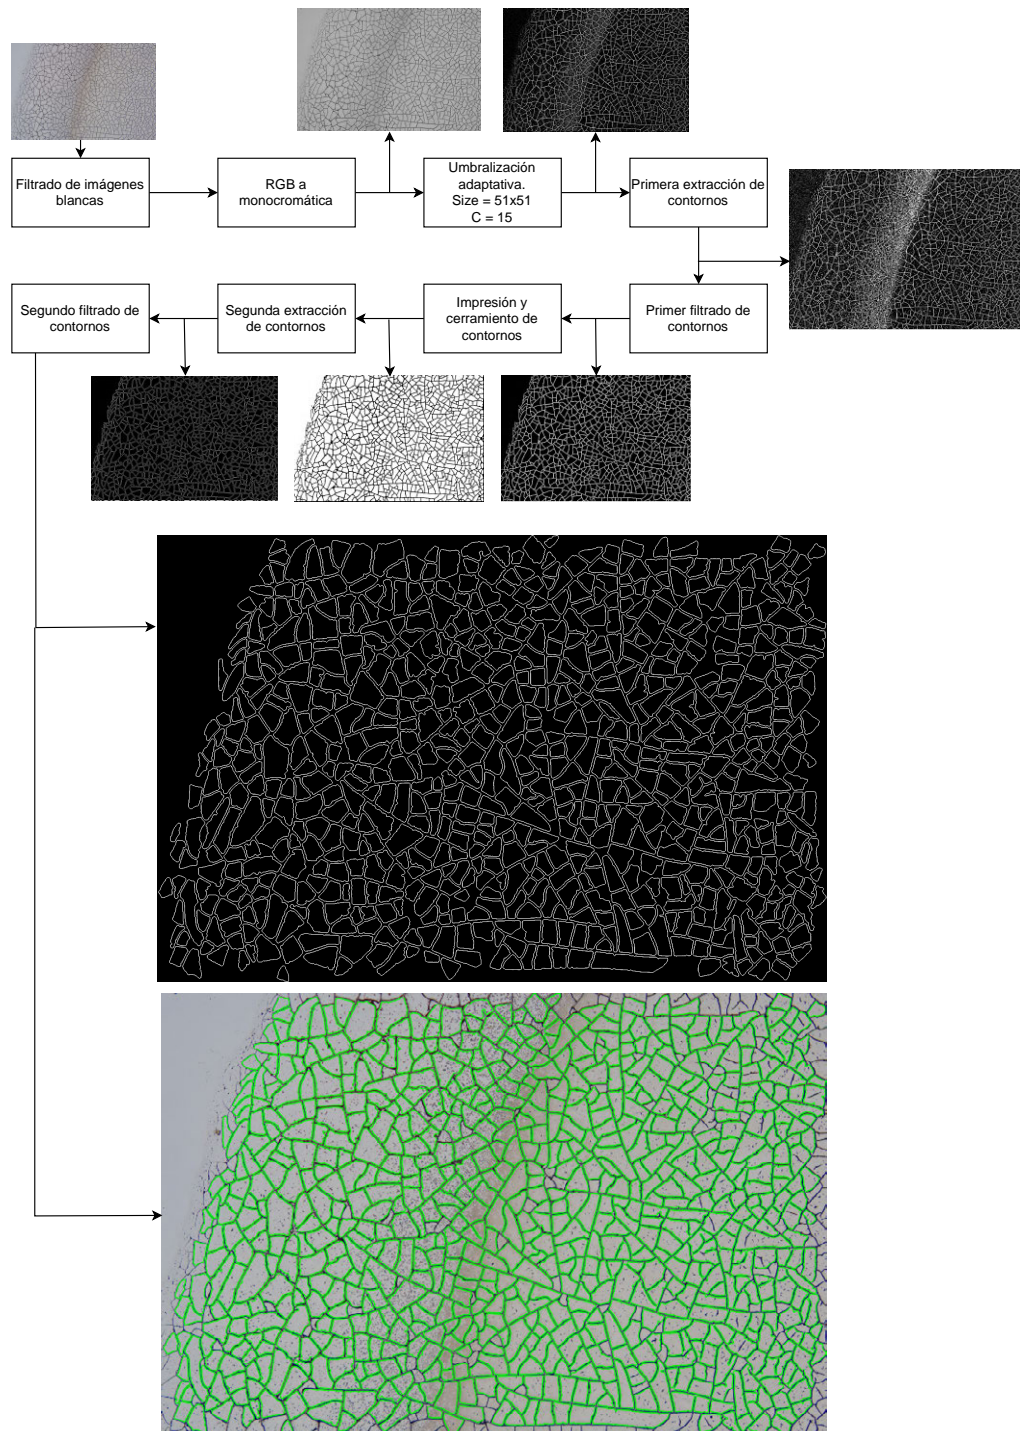 Filtrado de imágenes
blancas
RGB a
monocromática
Umbralización
adaptativa.
Size = 51x51
C = 15
Primera extracción de
contornos
Segundo filtrado de
contornos
Segunda extracción
de contornos
Impresión y
cerramiento de
contornos
Primer filtrado de
contornos